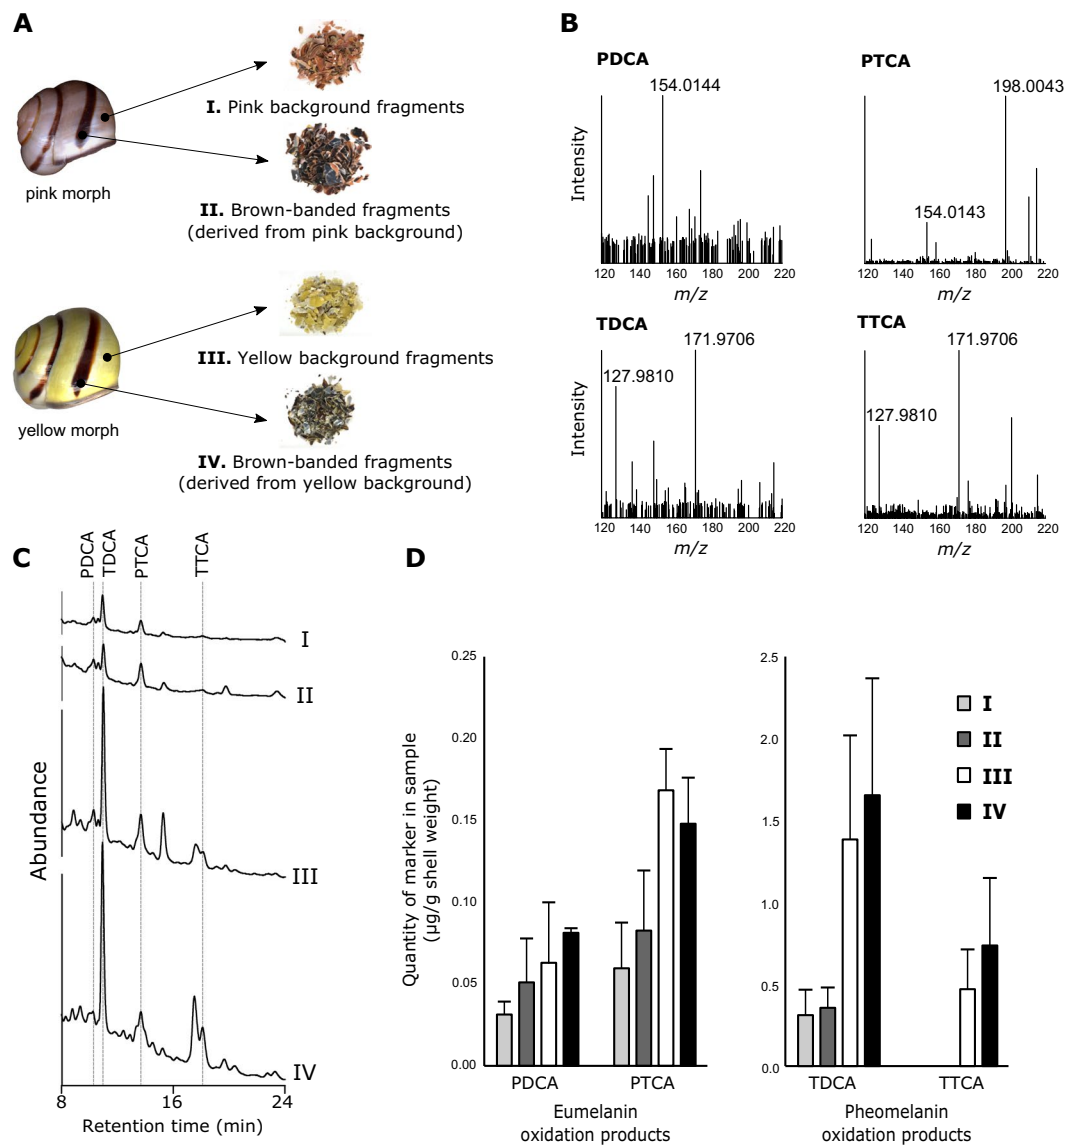 A
I. Pink background fragments
pink morph
II. Brown-banded fragments
(derived from pink background)
III. Yellow background fragments
yellow morph
IV. Brown-banded fragments
(derived from yellow background)
B
PDCA
154.0144
Intensity
120 140 160 180 200 220
m/z
PTCA
198.0043
154.0143
120 140 160 180 200 220
m/z
TDCA
171.9706
127.9810
Intensity
120 140 160 180 200 220
m/z
TTCA
171.9706
127.9810
120 140 160 180 200 220
m/z
C
PDCA
TDCA
PTCA
TTCA
I
II
III
IV
Abundance
8 16 24
Retention time (min)
D
Quantity of marker in sample
(µg/g shell weight)
0.25
0.20
0.15
0.10
0.05
0.00
PDCA PTCA
Eumelanin
oxidation products
2.5
2.0
1.5
1.0
0.5
0.0
I
II
III
IV
TDCA TTCA
Pheomelanin
oxidation products